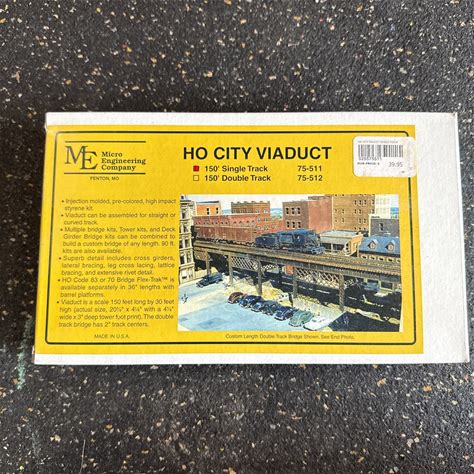 ME
Micro
Engineering
Company
FENTON, MO
HO CITY VIADUCT
150' Single Track 75-511
150' Double Track 75-512
39.95
• Injection molded, pre-colored, high impact
styrene kit.
• Viaduct can be assembled for straight or
curved track.
• Multiple bridge kits, Tower kits, and Deck
Girder Bridge kits can be combined to
build a custom bridge of any length. 90 ft.
kits are also available.
• Superb detail includes cross girders,
lateral bracing, leg cross lacing, lattice
bracing, and extensive rivet detail.
• HO Code 83 or 70 Bridge Flex-Trak™ is
available separately in 36" lengths with
barrel platforms.
• Viaduct is a scale 150 feet long by 30 feet
high (actual size,
wide x 3" deep tower foot print). The double
track bridge has 2" track centers.
MADE IN U.S.A.
Custom Length Double Track Bridge Shown. See End Photo.